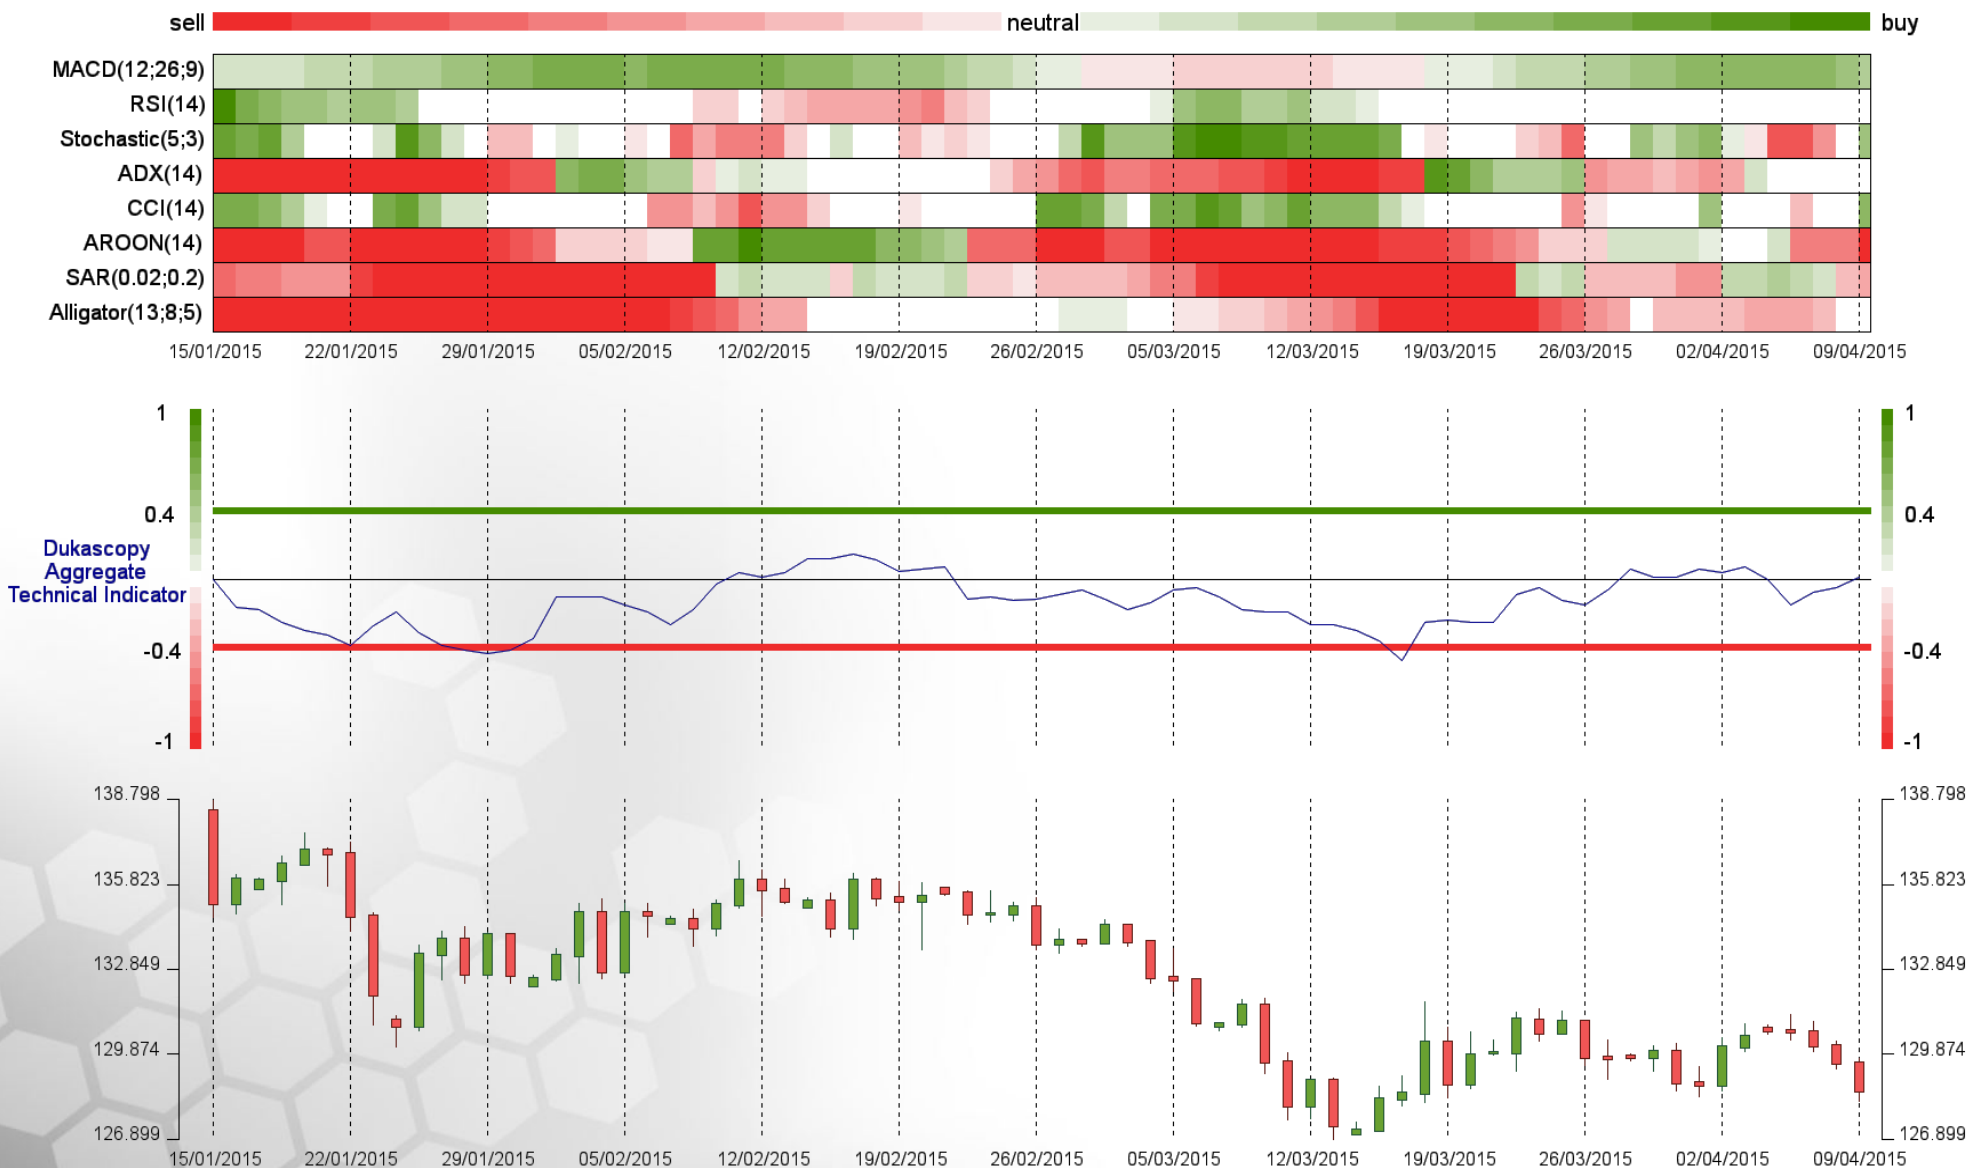 sell neutral buy
MACD(12;26;9)
RSI(14)
Stochastic(5;3)
ADX(14)
CCI(14)
AROON(14)
SAR(0.02;0.2)
Alligator(13;8;5)
15/01/2015 22/01/2015 29/01/2015 05/02/2015 12/02/2015 19/02/2015 26/02/2015 05/03/2015 12/03/2015 19/03/2015 26/03/2015 02/04/2015 09/04/2015
1 1
0.4 0.4
Dukascopy
Aggregate
Technical Indicator
-0.4 -0.4
-1 -1
138.798 138.798
135.823 135.823
132.849 132.849
129.874 129.874
126.899 126.899
15/01/2015 22/01/2015 29/01/2015 05/02/2015 12/02/2015 19/02/2015 26/02/2015 05/03/2015 12/03/2015 19/03/2015 26/03/2015 02/04/2015 09/04/2015